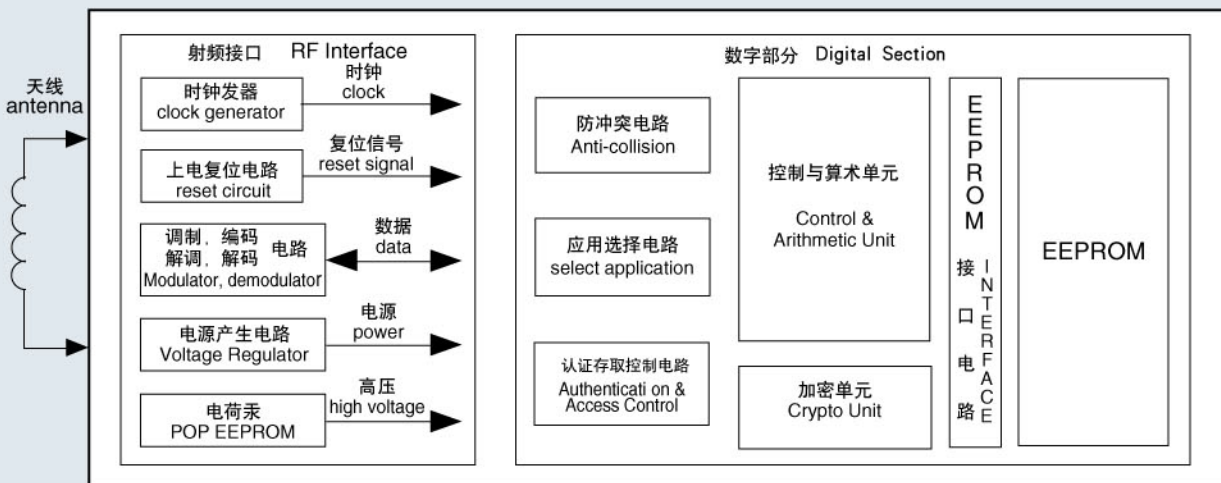 天线
antenna
射频接口 RF Interface
时钟发器
clock generator
时钟
clock
上电复位电路
reset circuit
复位信号
reset signal
调制．编码
解调．解码
电路
Modulator, demodulator
数据
data
电源产生电路
Voltage Regulator
电源
power
电荷汞
POP EEPROM
高压
high voltage
数字部分 Digital Section
防冲突电路
Anti-collision
应用选择电路
select application
认证存取控制电路
Authenticati on &
Access Control
控制与算术单元
Control &
Arithmetic Unit
加密单元
Crypto Unit
EEPROM
接口电路
INTERFACE
EEPROM